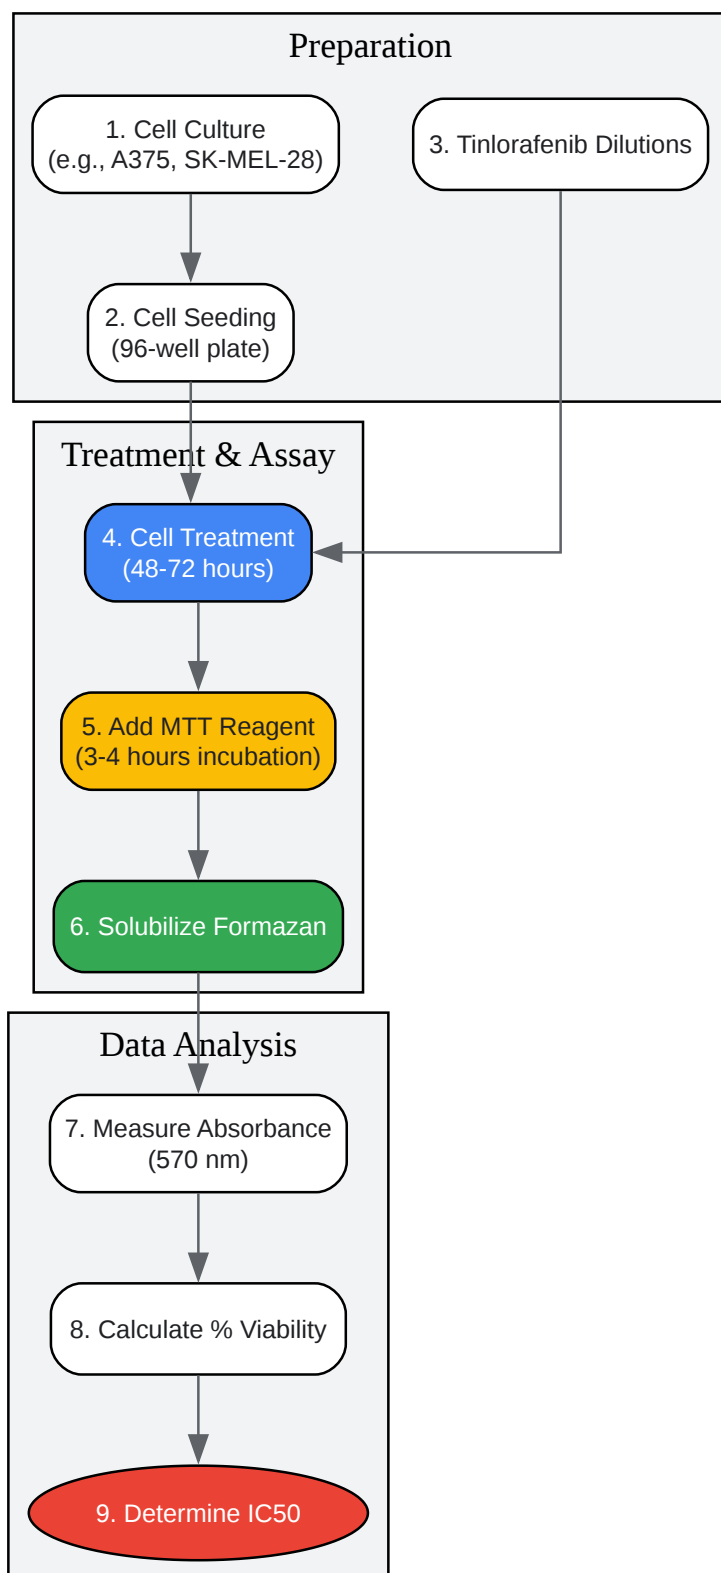 Preparation
1. Cell Culture
(e.g., A375, SK-MEL-28)
3. Tinlorafenib Dilutions
2. Cell Seeding
(96-well plate)
Treatment & Assay
4. Cell Treatment
(48-72 hours)
5. Add MTT Reagent
(3-4 hours incubation)
6. Solubilize Formazan
Data Analysis
7. Measure Absorbance
(570 nm)
8. Calculate % Viability
9. Determine IC50